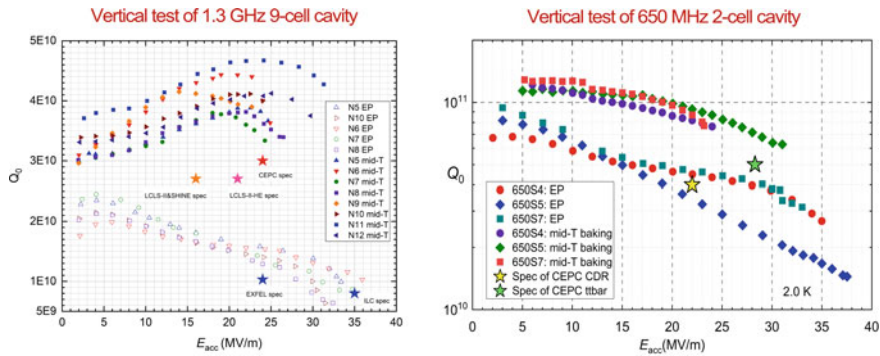 Vertical test of 1.3 GHz 9-cell cavity
5E10
4E10
3E10
2E10
1E10
5E9
Q0
N5 EP
N10 EP
N6 EP
N7 EP
N8 EP
N5 mid-T
N6 mid-T
N7 mid-T
N8 mid-T
N9 mid-T
N10 mid-T
N11 mid-T
N12 mid-T
CEPC spec
LCLS-II&SHINE spec
LCLS-II-HE spec
EXFEL spec
ILC spec
0 5 10 15 20 25 30 35 40
Eacc (MV/m)
Vertical test of 650 MHz 2-cell cavity
10¹¹
Q0
10¹⁰
650S4: EP
650S5: EP
650S7: EP
650S4: mid-T baking
650S5: mid-T baking
650S7: mid-T baking
Spec of CEPC CDR
Spec of CEPC ttbar
2.0 K
0 5 10 15 20 25 30 35 40
Eacc(MV/m)